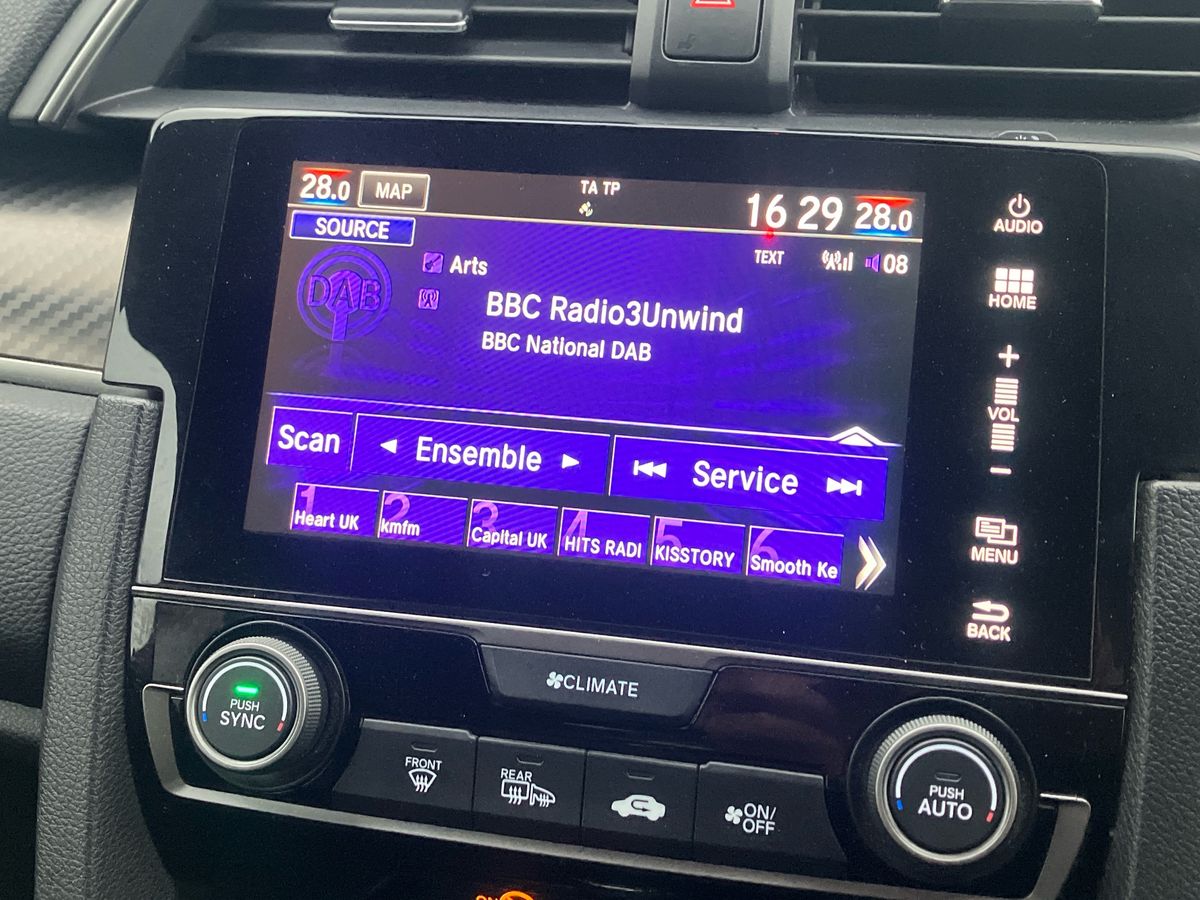 28.0 MAP TA TP 16 29 28.0
SOURCE
TEXT 08
DAB
Arts
BBC Radio3Unwind
BBC National DAB
Scan Ensemble Service
1 Heart UK
2 kmfm
3 Capital UK
4 HITS RADI
5 KISSTORY
6 Smooth Ke
AUDIO
HOME
+
VOL
-
MENU
BACK
CLIMATE
PUSH
SYNC
FRONT
REAR
ON/
OFF
PUSH
AUTO